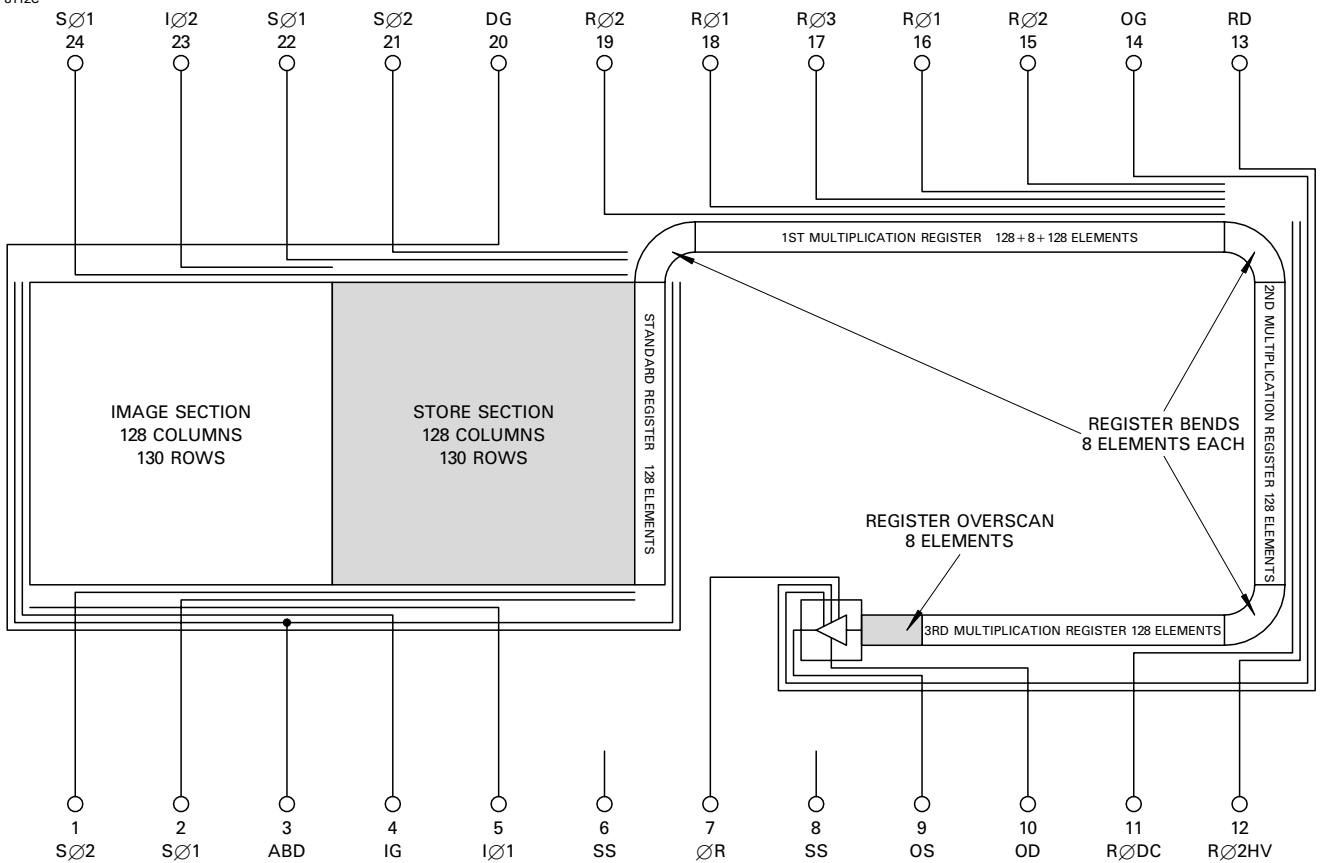 SØ1 IØ2 SØ1 SØ2 DG RØ2 RØ1 RØ3 RØ1 RØ2 OG RD
24 23 22 21 20 19 18 17 16 15 14 13
1ST MULTIPLICATION REGISTER 128+8+128 ELEMENTS
STANDARD REGISTER 128 ELEMENTS
2ND MULTIPLICATION REGISTER 128 ELEMENTS
IMAGE SECTION
128 COLUMNS
130 ROWS
STORE SECTION
128 COLUMNS
130 ROWS
REGISTER BENDS
8 ELEMENTS EACH
REGISTER OVERSCAN
8 ELEMENTS
3RD MULTIPLICATION REGISTER 128 ELEMENTS
1 2 3 4 5 6 7 8 9 10 11 12
SØ2 SØ1 ABD IG IØ1 SS ØR SS OS OD RØDC RØ2HV